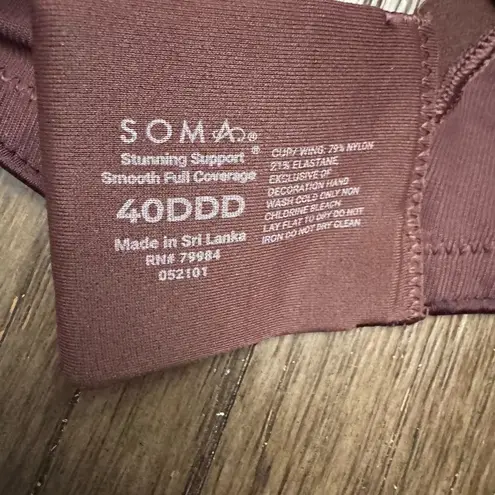 SOMA®
Stunning Support®
Smooth Full Coverage
40DDD
Made in Sri Lanka
RN# 79984
052101
CUP/ WING: 79% NYLON
21% ELASTANE
EXCLUSIVE OF
DECORATION HAND
WASH COLD ONLY NON
CHLORINE BLEACH
LAY FLAT TO DRY DO NOT
IRON DO NOT DRY CLEAN